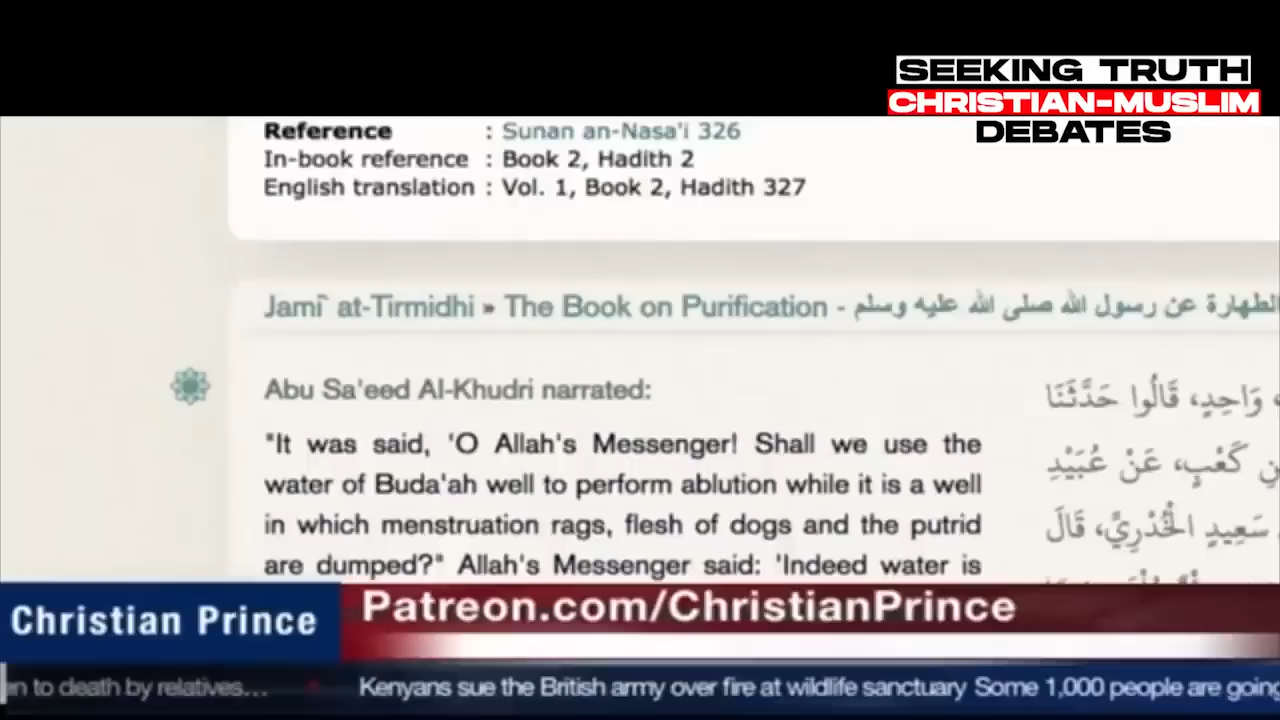 SEEKING TRUTH
CHRISTIAN-MUSLIM
DEBATES
Reference : Sunan an-Nasa'i 326
In-book reference : Book 2, Hadith 2
English translation : Vol. 1, Book 2, Hadith 327
Jami` at-Tirmidhi » The Book on Purification - الطهارة عن رسول الله صلى الله عليه وسلم
Abu Sa'eed Al-Khudri narrated:
"It was said, 'O Allah's Messenger! Shall we use the
water of Buda'ah well to perform ablution while it is a well
in which menstruation rags, flesh of dogs and the putrid
are dumped?" Allah's Messenger said: 'Indeed water is
وَاحِدٍ، قَالُوا حَدَّثَنَا
كَعْبٍ، عَنْ عُبَيْدِ
سَعِيدٍ الْخُدْرِيِّ، قَالَ
Christian Prince
Patreon.com/ChristianPrince
to death by relatives... Kenyans sue the British army over fire at wildlife sanctuary Some 1,000 people are going